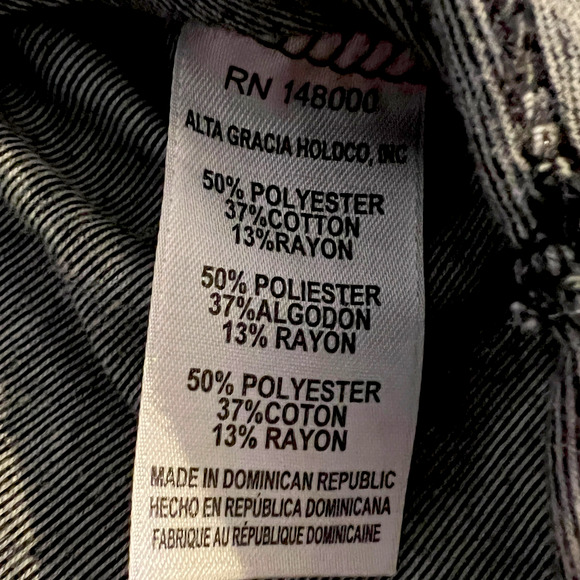 RN 148000
ALTA GRACIA HOLDCO, INC
50% POLYESTER
37%COTTON
13%RAYON
50% POLIESTER
37%ALGODON
13% RAYON
50% POLYESTER
37%COTON
13% RAYON
MADE IN DOMINICAN REPUBLIC
HECHO EN REPÚBLICA DOMINICANA
FABRIQUE AU RÉPUBLIQUE DOMINICAINE